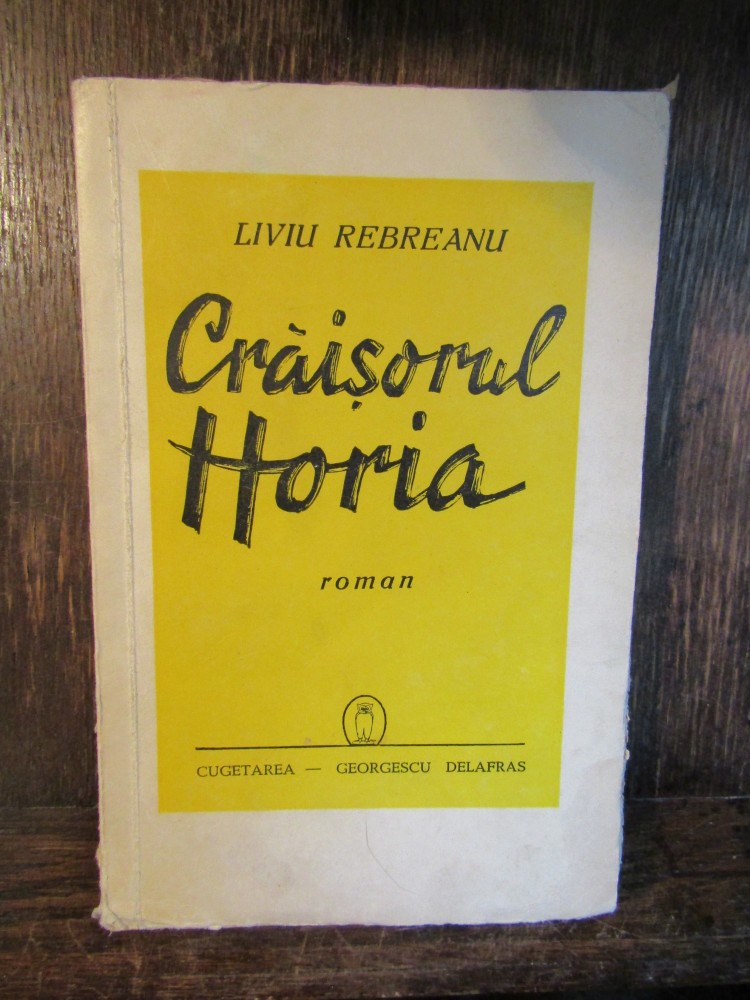 LIVIU REBREANU
Crăișorul
Horia
roman
CUGETAREA — GEORGESCU DELAFRAS